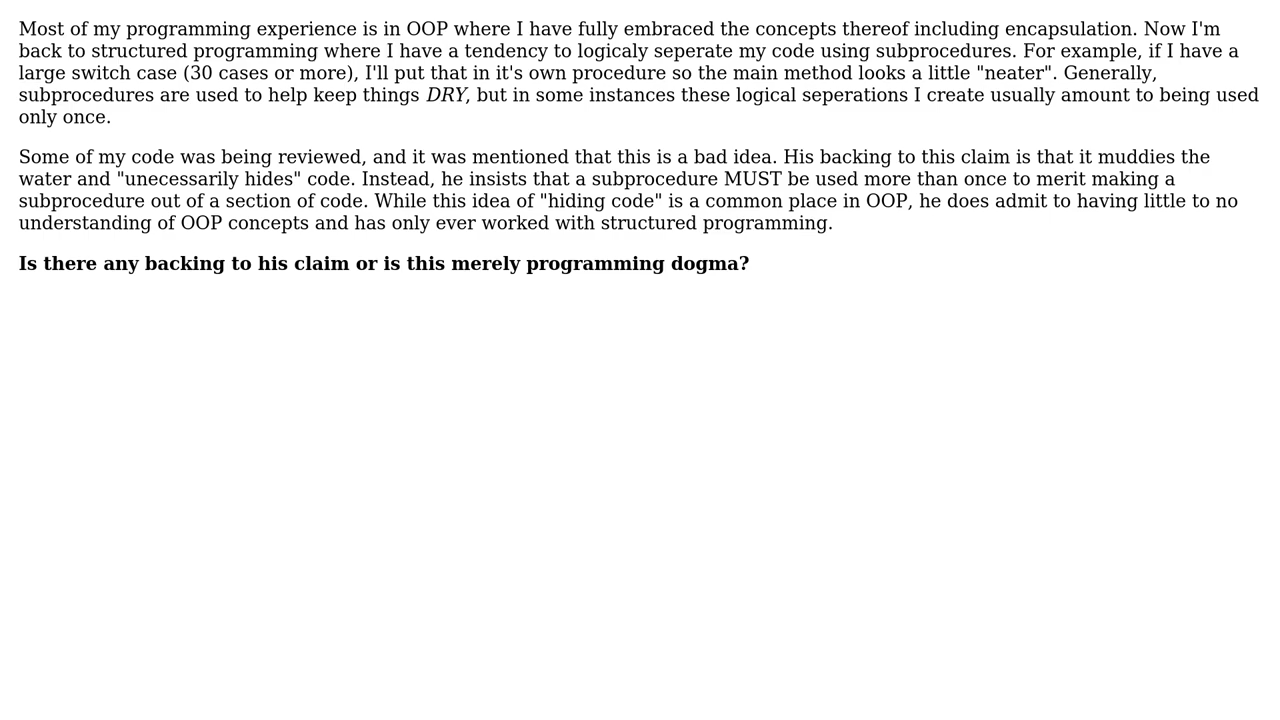 Most of my programming experience is in OOP where I have fully embraced the concepts thereof including encapsulation. Now I'm
back to structured programming where I have a tendency to logicaly seperate my code using subprocedures. For example, if I have a
large switch case (30 cases or more), I'll put that in it's own procedure so the main method looks a little "neater". Generally,
subprocedures are used to help keep things DRY, but in some instances these logical seperations I create usually amount to being used
only once.
Some of my code was being reviewed, and it was mentioned that this is a bad idea. His backing to this claim is that it muddies the
water and "unecessarily hides" code. Instead, he insists that a subprocedure MUST be used more than once to merit making a
subprocedure out of a section of code. While this idea of "hiding code" is a common place in OOP, he does admit to having little to no
understanding of OOP concepts and has only ever worked with structured programming.
Is there any backing to his claim or is this merely programming dogma?